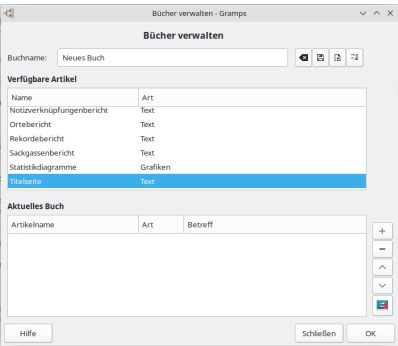 Bücher verwalten - Gramps
Bücher verwalten
Buchname: Neues Buch
Verfügbare Artikel
Name Art
Notizverknüpfungenbericht Text
Ortebericht Text
Rekordebericht Text
Sackgassenbericht Text
Statistikdiagramme Grafiken
Titelseite Text
Aktuelles Buch
Artikelname Art Betreff
Hilfe Schließen OK